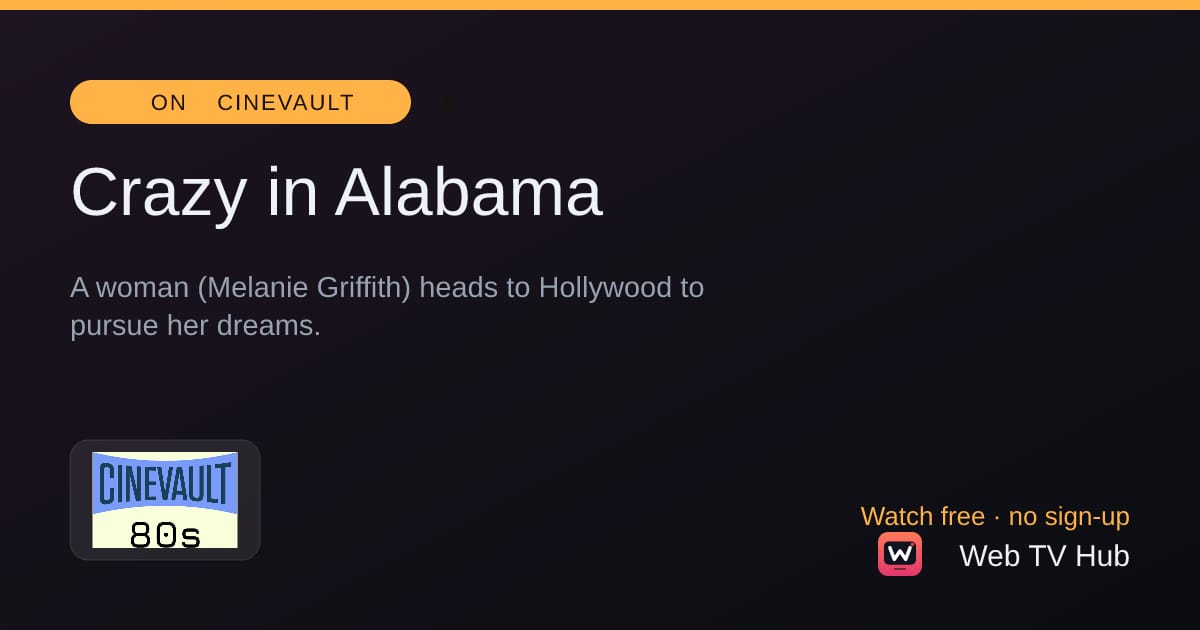 ON CINEVAULT
Crazy in Alabama
A woman (Melanie Griffith) heads to Hollywood to
pursue her dreams.
CINEVAULT
80s
Watch free · no sign-up
W
Web TV Hub